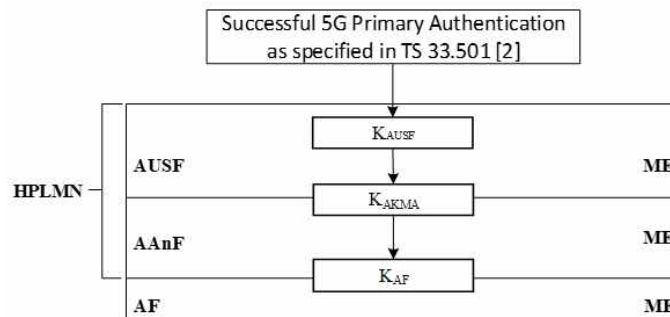 Successful 5G Primary Authentication
as specified in TS 33.501 [2]
KAUSF
AUSF
ME
HPLMN
KAKMA
AAnF
ME
KAF
AF
ME